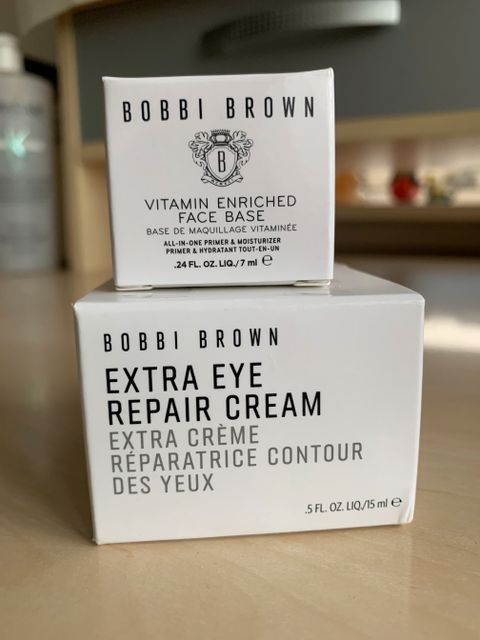 BOBBI BROWN
B
VITAMIN ENRICHED
FACE BASE
BASE DE MAQUILLAGE VITAMINÉE
ALL-IN-ONE PRIMER & MOISTURIZER
PRIMER & HYDRATANT TOUT-EN-UN
.24 FL. OZ. LIQ./7 ml ℮
BOBBI BROWN
EXTRA EYE
REPAIR CREAM
EXTRA CRÈME
RÉPARATRICE CONTOUR
DES YEUX
.5 FL. OZ. LIQ./15 ml ℮